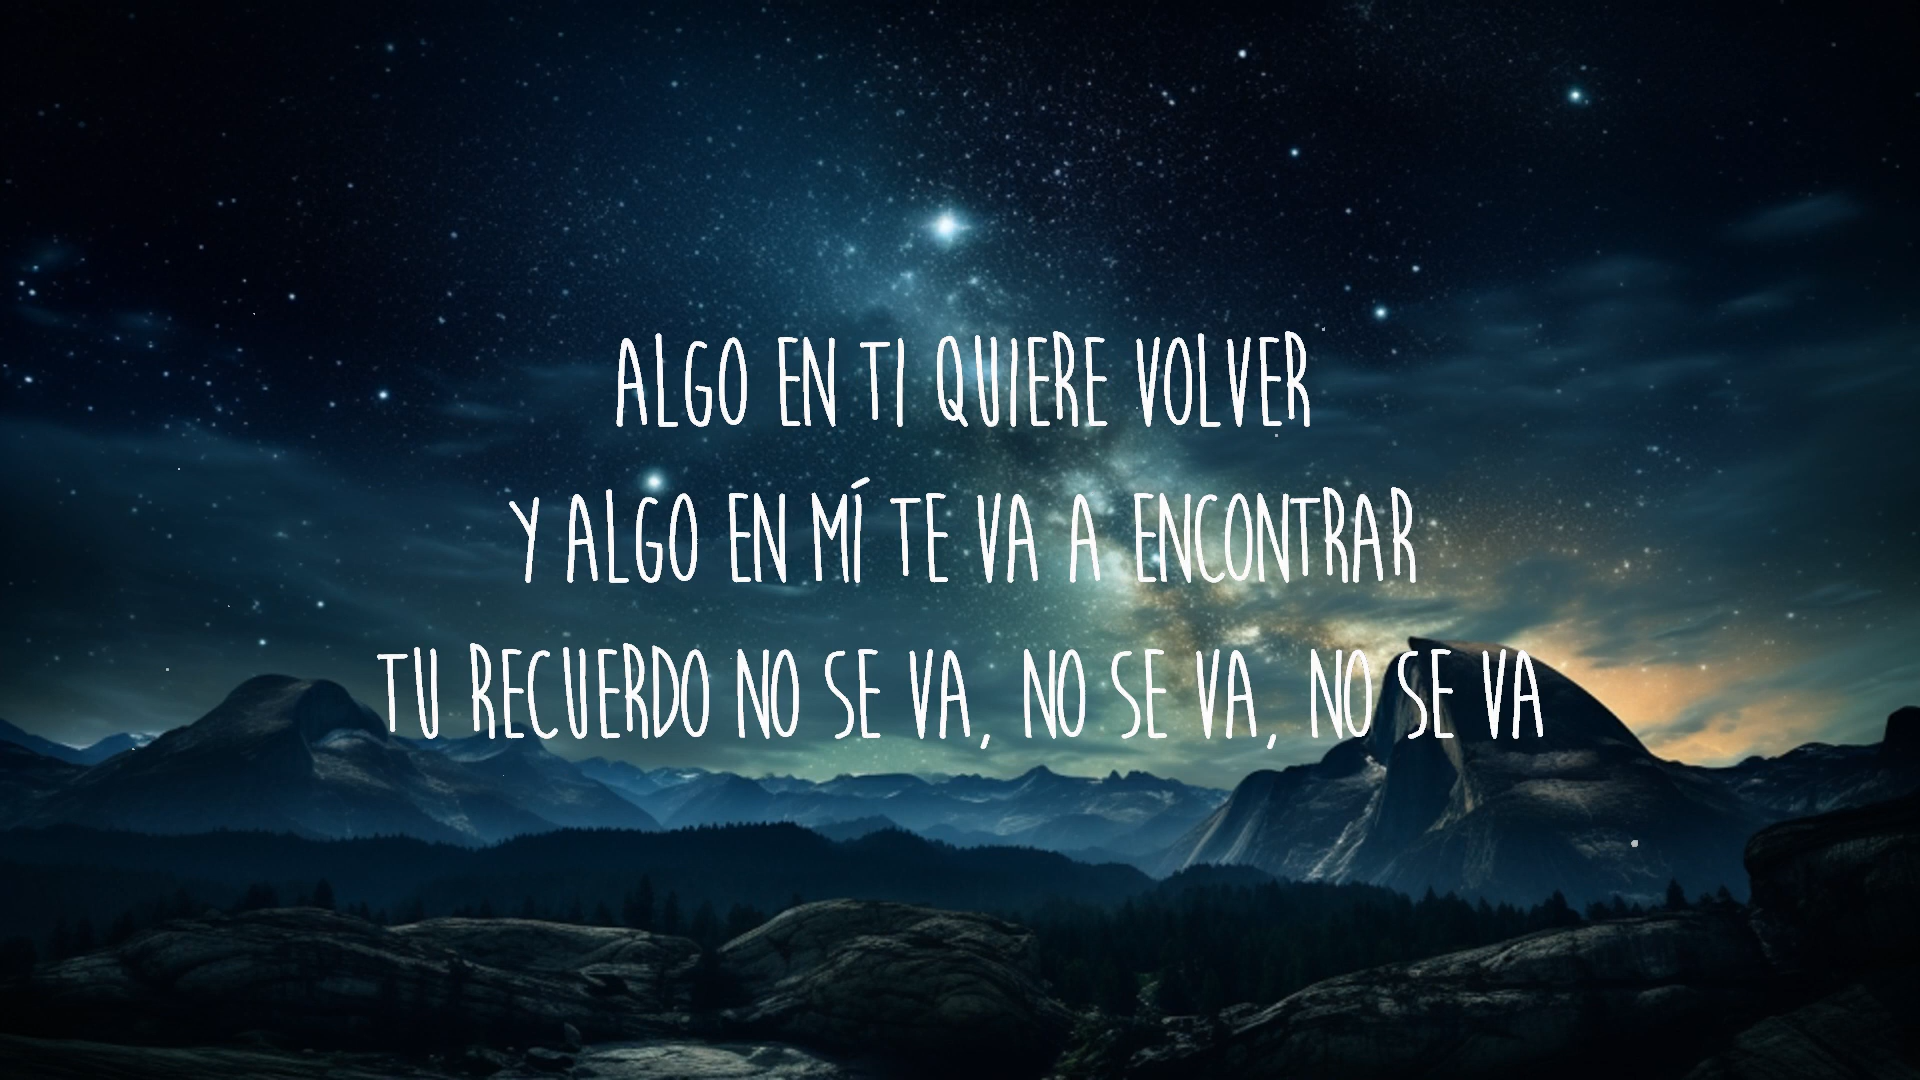 ALGO EN TI QUIERE VOLVER
Y ALGO EN MÍ TE VA A ENCONTRAR
TU RECUERDO NO SE VA, NO SE VA, NO SE VA